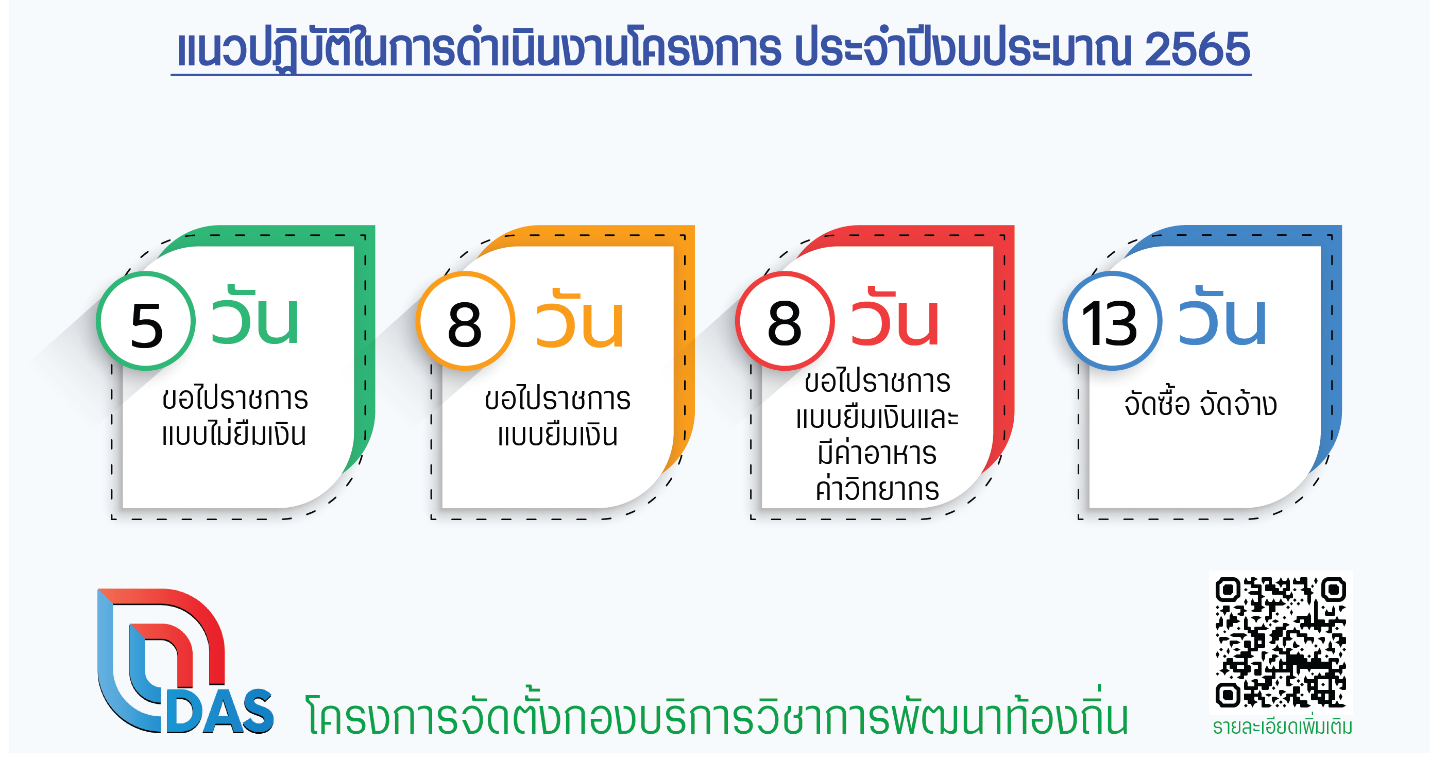 แนวปฏิบัติในการดำเนินงานโครงการ ประจำปีงบประมาณ 2565
5 วัน
ขอไปราชการ
แบบไม่ยืมเงิน
8 วัน
ขอไปราชการ
แบบยืมเงิน
8 วัน
ขอไปราชการ
แบบยืมเงินและ
มีค่าอาหาร
ค่าวิทยากร
13 วัน
จัดซื้อ จัดจ้าง
DAS
โครงการจัดตั้งกองบริการวิชาการพัฒนาท้องถิ่น
รายละเอียดเพิ่มเติม